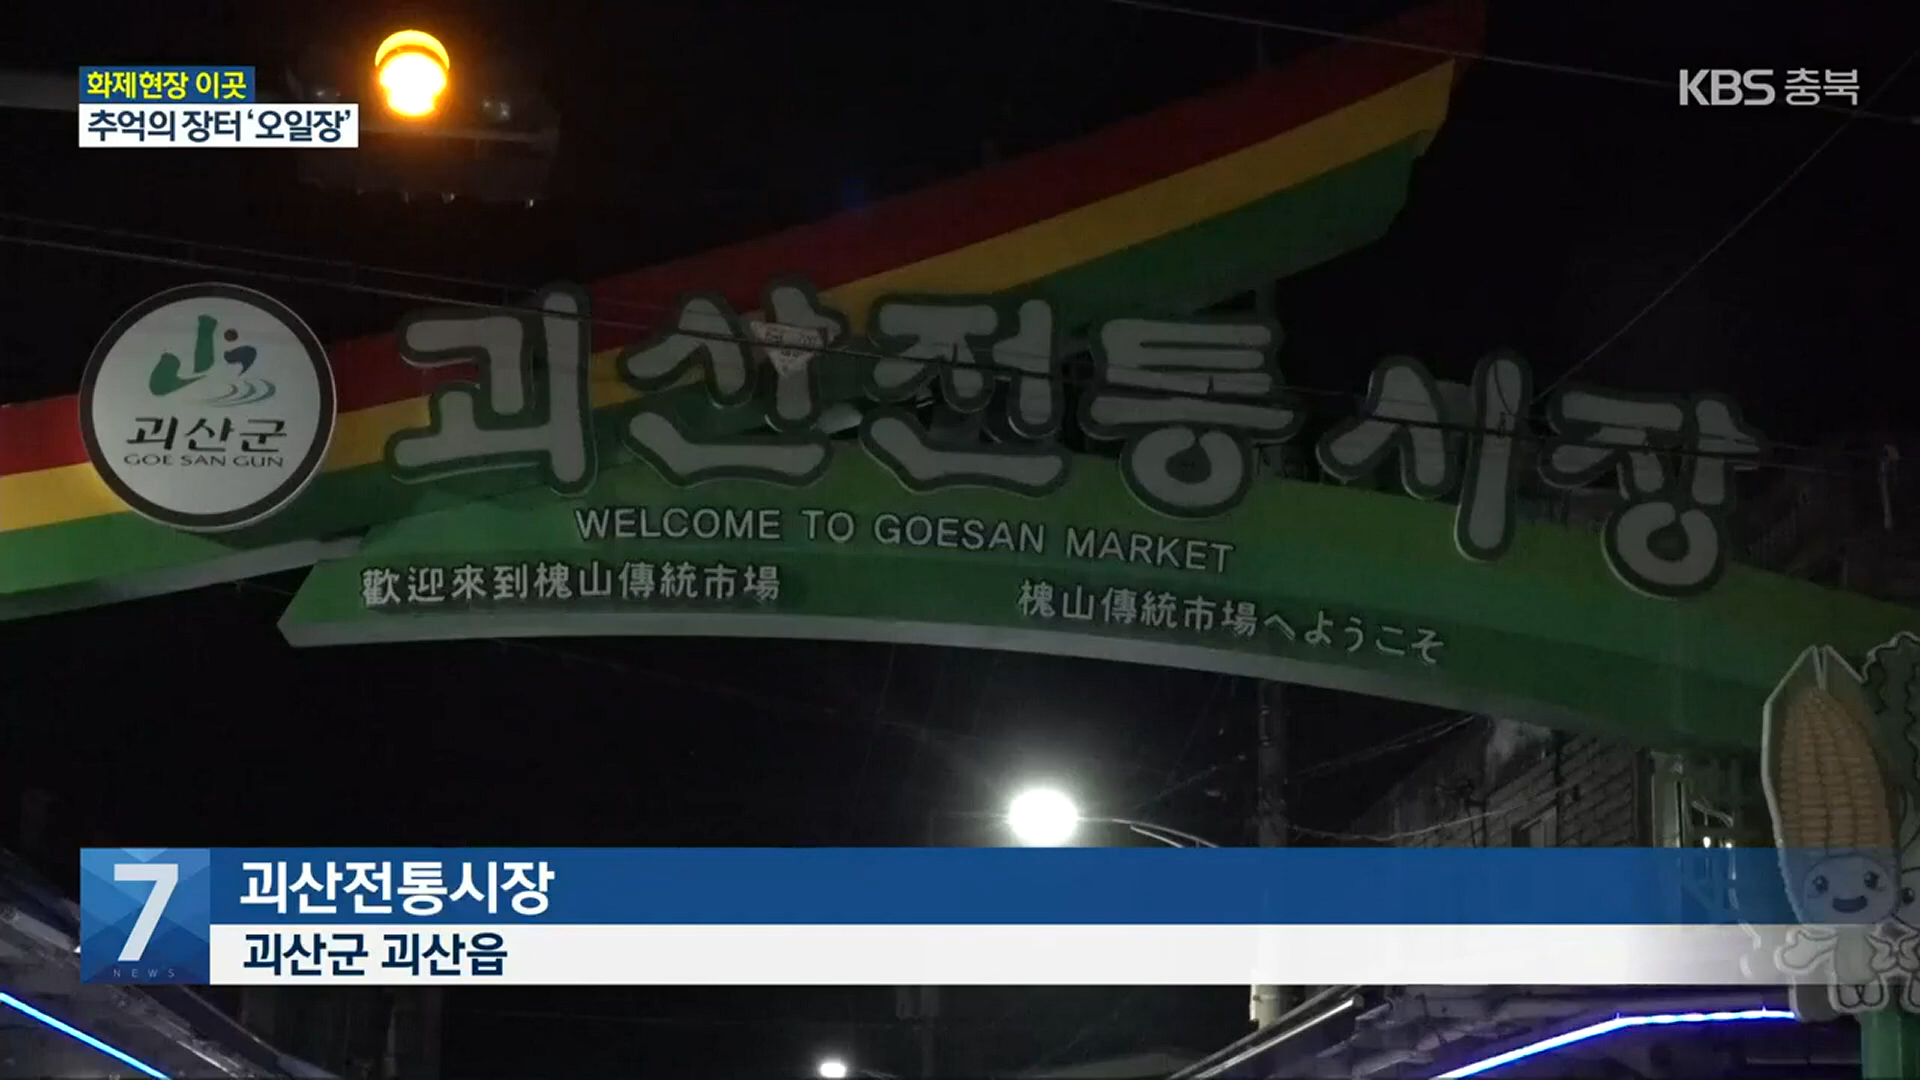 화제현장 이곳
추억의 장터 '오일장'
KBS 충북
괴산군
GOE SAN GUN
괴산전통시장
WELCOME TO GOESAN MARKET
歡迎來到槐山傳統市場
槐山傳統市場へようこそ
7
NEWS
괴산전통시장
괴산군 괴산읍